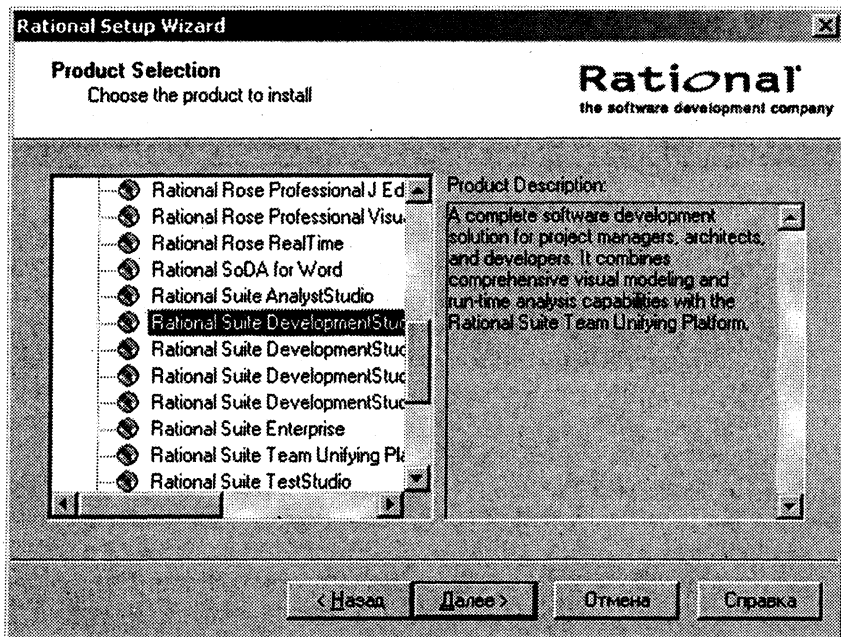 Rational Setup Wizard
Product Selection
Choose the product to install
Rational
the software development company
Rational Rose Professional J Ed
Rational Rose Professional Visu
Rational Rose RealTime
Rational SoDA for Word
Rational Suite AnalystStudio
Rational Suite DevelopmentStud
Rational Suite DevelopmentStuc
Rational Suite DevelopmentStuc
Rational Suite DevelopmentStuc
Rational Suite Enterprise
Rational Suite Team Unifying Pla
Rational Suite TestStudio
Product Description:
A complete software development
solution for project managers, architects,
and developers. It combines
comprehensive visual modeling and
run-time analysis capabilities with the
Rational Suite Team Unifying Platform.
< Назад
Далее >
Отмена
Справка